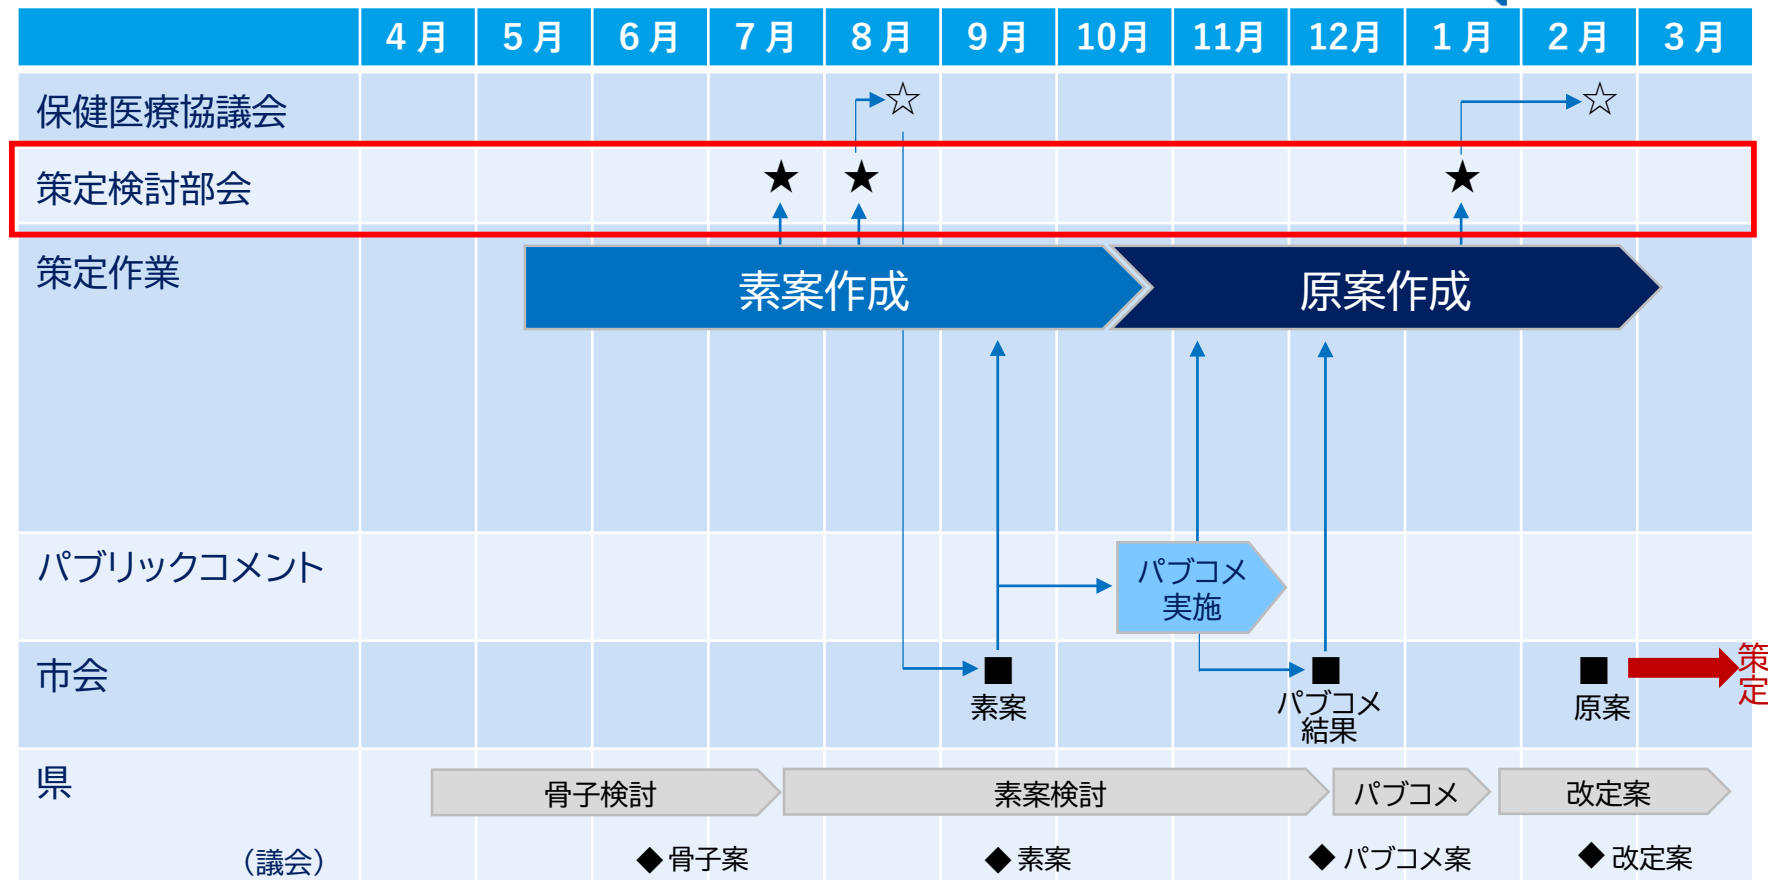 4月 5月 6月 7月 8月 9月 10月 11月 12月 1月 2月 3月
保健医療協議会 ☆ ☆
策定検討部会 ★ ★ ★
策定作業
素案作成 原案作成
パブリックコメント
パブコメ
実施
市会 ■ ■ ■
素案
パブコメ
結果
原案
策
定
県
骨子検討 素案検討 パブコメ 改定案
(議会) ◆骨子案 ◆素案 ◆パブコメ案 ◆改定案